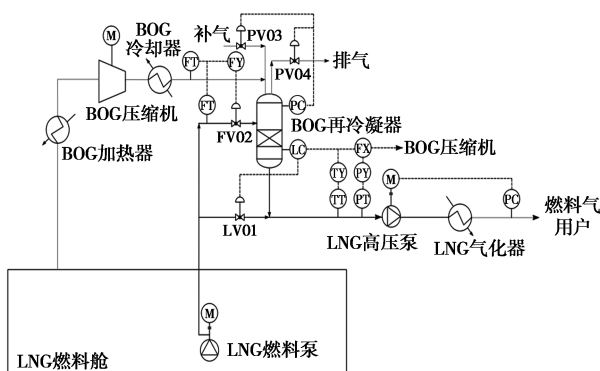 BOG
冷却器
补气
PV03
M
排气
FT
FY
PV04
BOG压缩机
FT
PC
BOG再冷凝器
FV02
BOG加热器
LC
FX
BOG压缩机
TY
PY
M
TT
PT
PC
燃料气
用户
LV01
LNG高压泵
LNG气化器
M
LNG燃料泵
LNG燃料舱